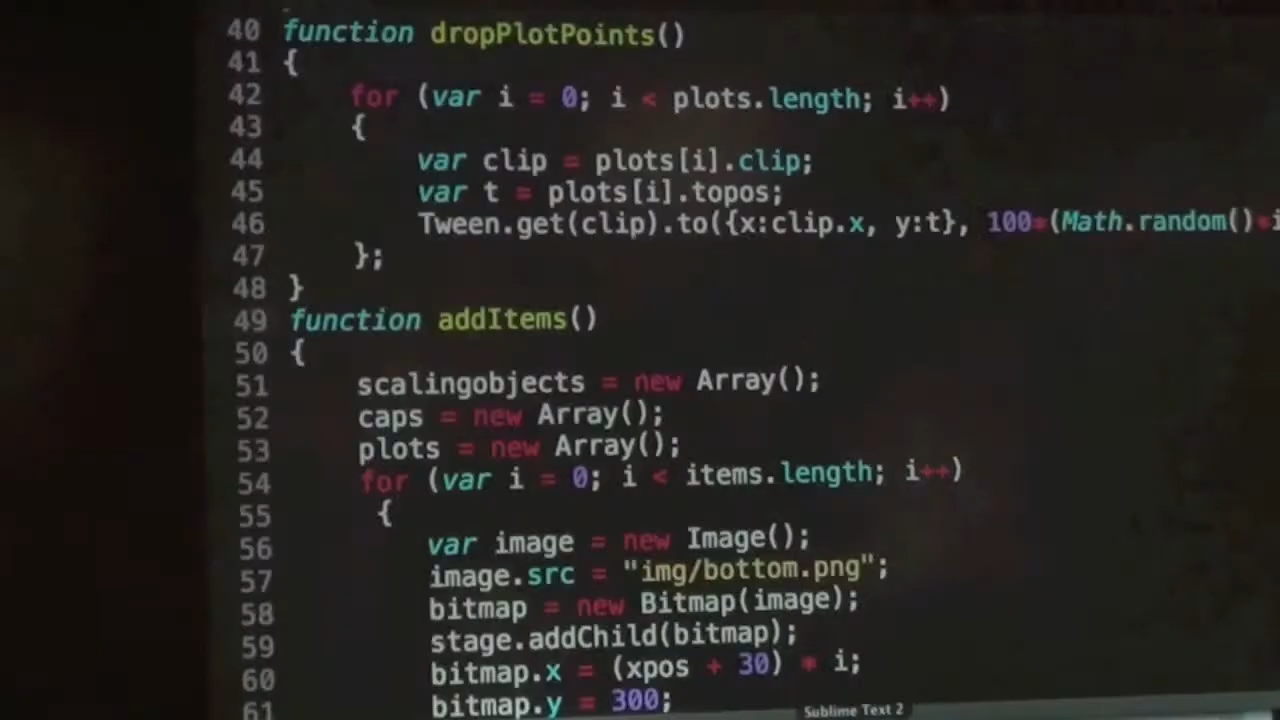 40 function dropPlotPoints()
41 {
42 for (var i = 0; i < plots.length; i++)
43 {
44 var clip = plots[i].clip;
45 var t = plots[i].topos;
46 Tween.get(clip).to({x:clip.x, y:t}, 100*(Math.random()*i
47 };
48 }
49 function addItems()
50 {
51 scalingobjects = new Array();
52 caps = new Array();
53 plots = new Array();
54 for (var i = 0; i < items.length; i++)
55 {
56 var image = new Image();
57 image.src = "img/bottom.png";
58 bitmap = new Bitmap(image);
59 stage.addChild(bitmap);
60 bitmap.x = (xpos + 30) * i;
61 bitmap.y = 300;
Sublime Text 2